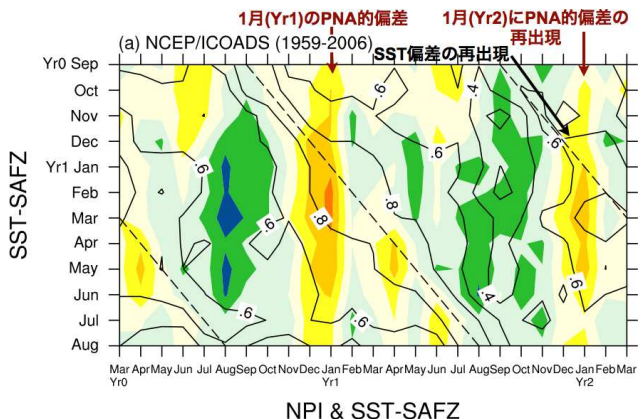 1月(Yr1)のPNA的偏差
1月(Yr2)にPNA的偏差の
再出現
(a) NCEP/ICOADS (1959-2006)
SST偏差の再出現
Yr0 Sep
Oct
Nov
Dec
Yr1 Jan
Feb
Mar
Apr
May
Jun
Jul
Aug
SST-SAFZ
.6
.4
.6
.6
.6
.8
.8
.6
.4
.6
.6
Mar Apr May Jun Jul Aug Sep Oct Nov Dec Jan Feb Mar Apr May Jun Jul Aug Sep Oct Nov Dec Jan Feb Mar
Yr0 Yr1 Yr2
NPI & SST-SAFZ